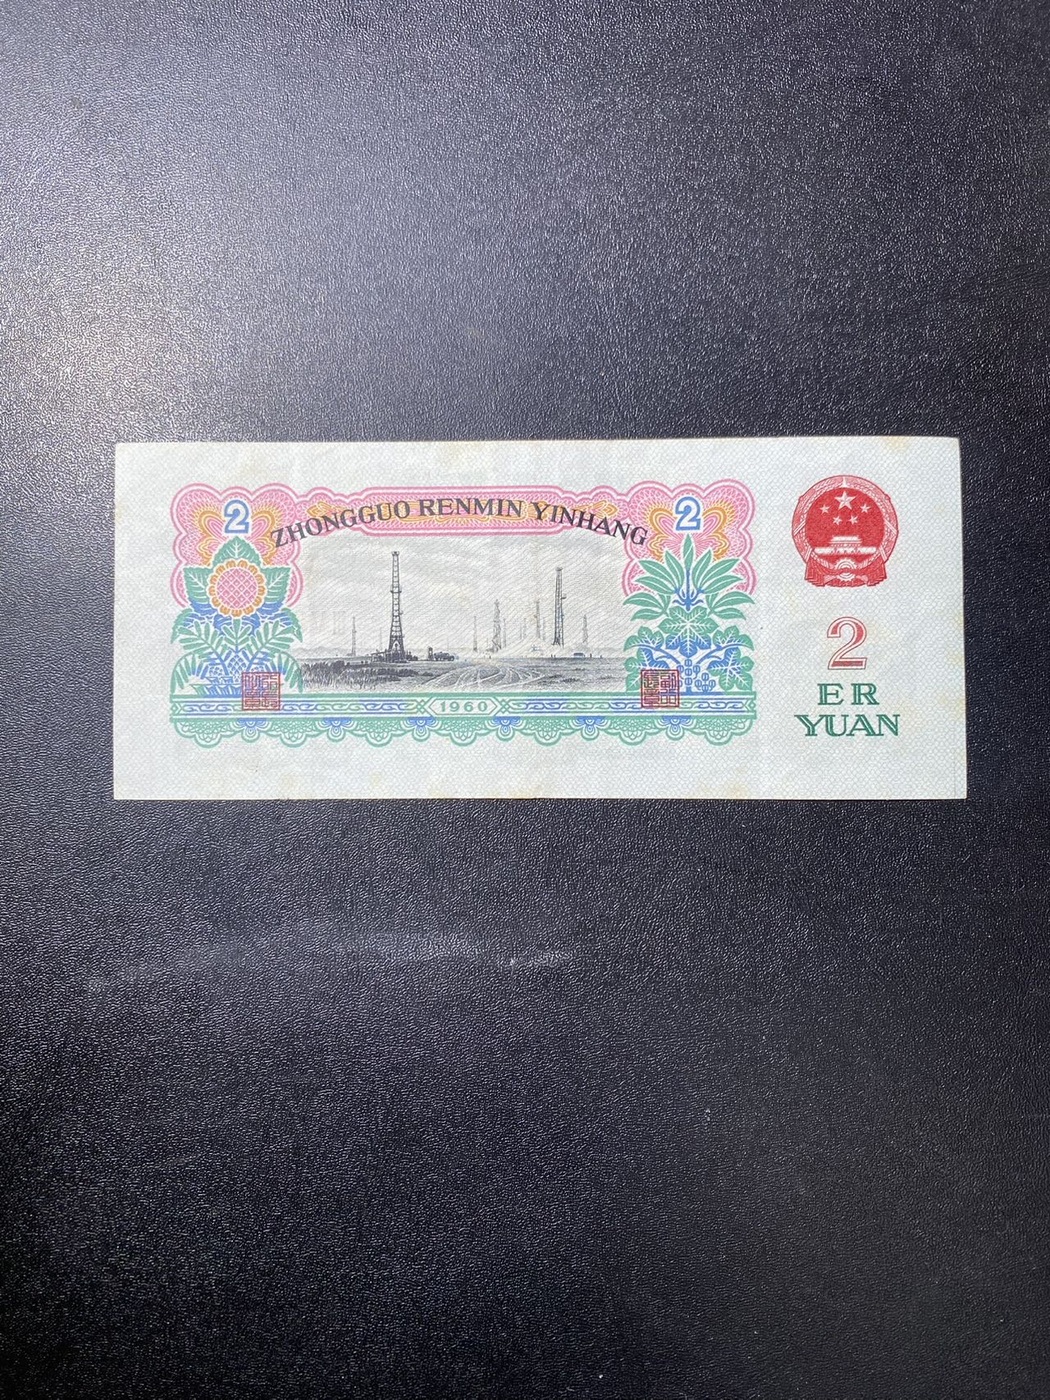 2
2
ZHONGGUO RENMIN YINHANG
1960
2
ER
YUAN